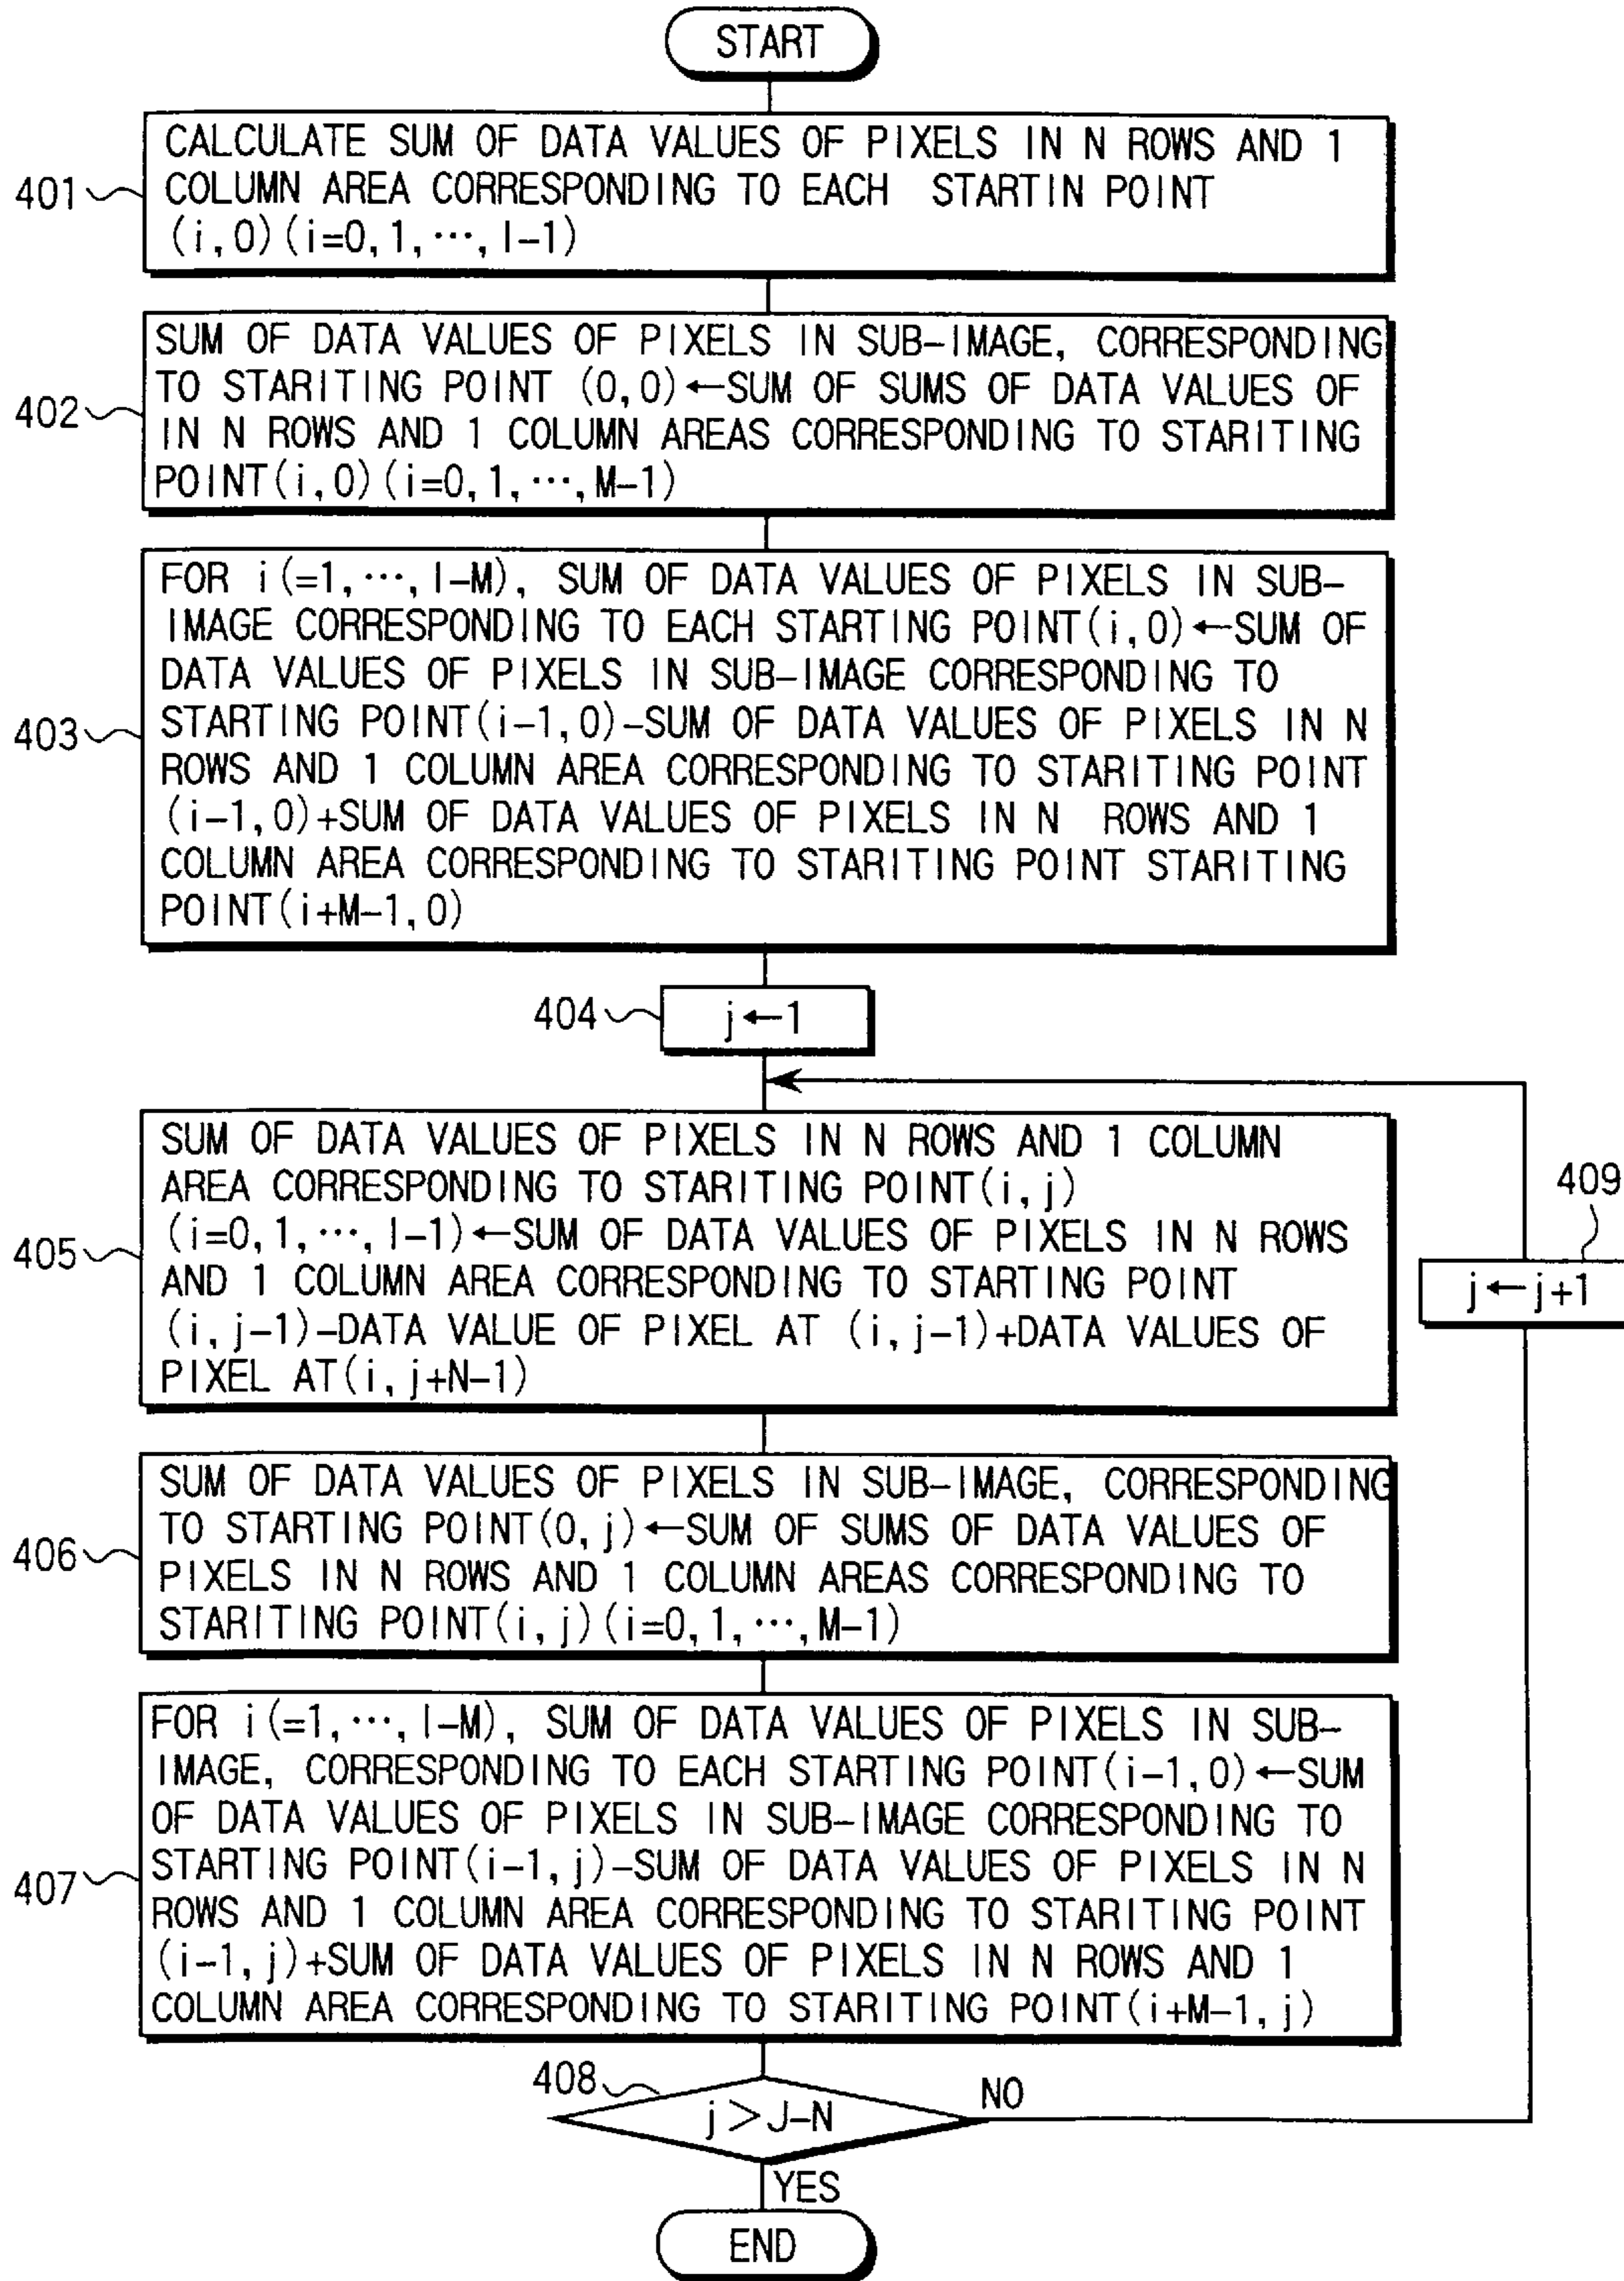 START
401
CALCULATE SUM OF DATA VALUES OF PIXELS IN N ROWS AND 1
COLUMN AREA CORRESPONDING TO EACH STARTIN POINT
(i,0)(i=0,1,⋯,I-1)
402
SUM OF DATA VALUES OF PIXELS IN SUB-IMAGE, CORRESPONDING
TO STARITING POINT (0,0)←SUM OF SUMS OF DATA VALUES OF
IN N ROWS AND 1 COLUMN AREAS CORRESPONDING TO STARITING
POINT(i,0)(i=0,1,⋯,M-1)
403
FOR i(=1,⋯,I-M), SUM OF DATA VALUES OF PIXELS IN SUB-
IMAGE CORRESPONDING TO EACH STARTING POINT(i,0)←SUM OF
DATA VALUES OF PIXELS IN SUB-IMAGE CORRESPONDING TO
STARTING POINT(i-1,0)-SUM OF DATA VALUES OF PIXELS IN N
ROWS AND 1 COLUMN AREA CORRESPONDING TO STARITING POINT
(i-1,0)+SUM OF DATA VALUES OF PIXELS IN N ROWS AND 1
COLUMN AREA CORRESPONDING TO STARITING POINT STARITING
POINT(i+M-1,0)
404
j←1
405
SUM OF DATA VALUES OF PIXELS IN N ROWS AND 1 COLUMN
AREA CORRESPONDING TO STARITING POINT(i,j)
(i=0,1,⋯,I-1)←SUM OF DATA VALUES OF PIXELS IN N ROWS
AND 1 COLUMN AREA CORRESPONDING TO STARTING POINT
(i,j-1)-DATA VALUE OF PIXEL AT (i,j-1)+DATA VALUES OF
PIXEL AT(i,j+N-1)
409
j←j+1
406
SUM OF DATA VALUES OF PIXELS IN SUB-IMAGE, CORRESPONDING
TO STARTING POINT(0,j)←SUM OF SUMS OF DATA VALUES OF
PIXELS IN N ROWS AND 1 COLUMN AREAS CORRESPONDING TO
STARITING POINT(i,j)(i=0,1,⋯,M-1)
407
FOR i(=1,⋯,I-M), SUM OF DATA VALUES OF PIXELS IN SUB-
IMAGE, CORRESPONDING TO EACH STARTING POINT(i-1,0)←SUM
OF DATA VALUES OF PIXELS IN SUB-IMAGE CORRESPONDING TO
STARTING POINT(i-1,j)-SUM OF DATA VALUES OF PIXELS IN N
ROWS AND 1 COLUMN AREA CORRESPONDING TO STARITING POINT
(i-1,j)+SUM OF DATA VALUES OF PIXELS IN N ROWS AND 1
COLUMN AREA CORRESPONDING TO STARITING POINT(i+M-1,j)
408
j>J-N
NO
YES
END